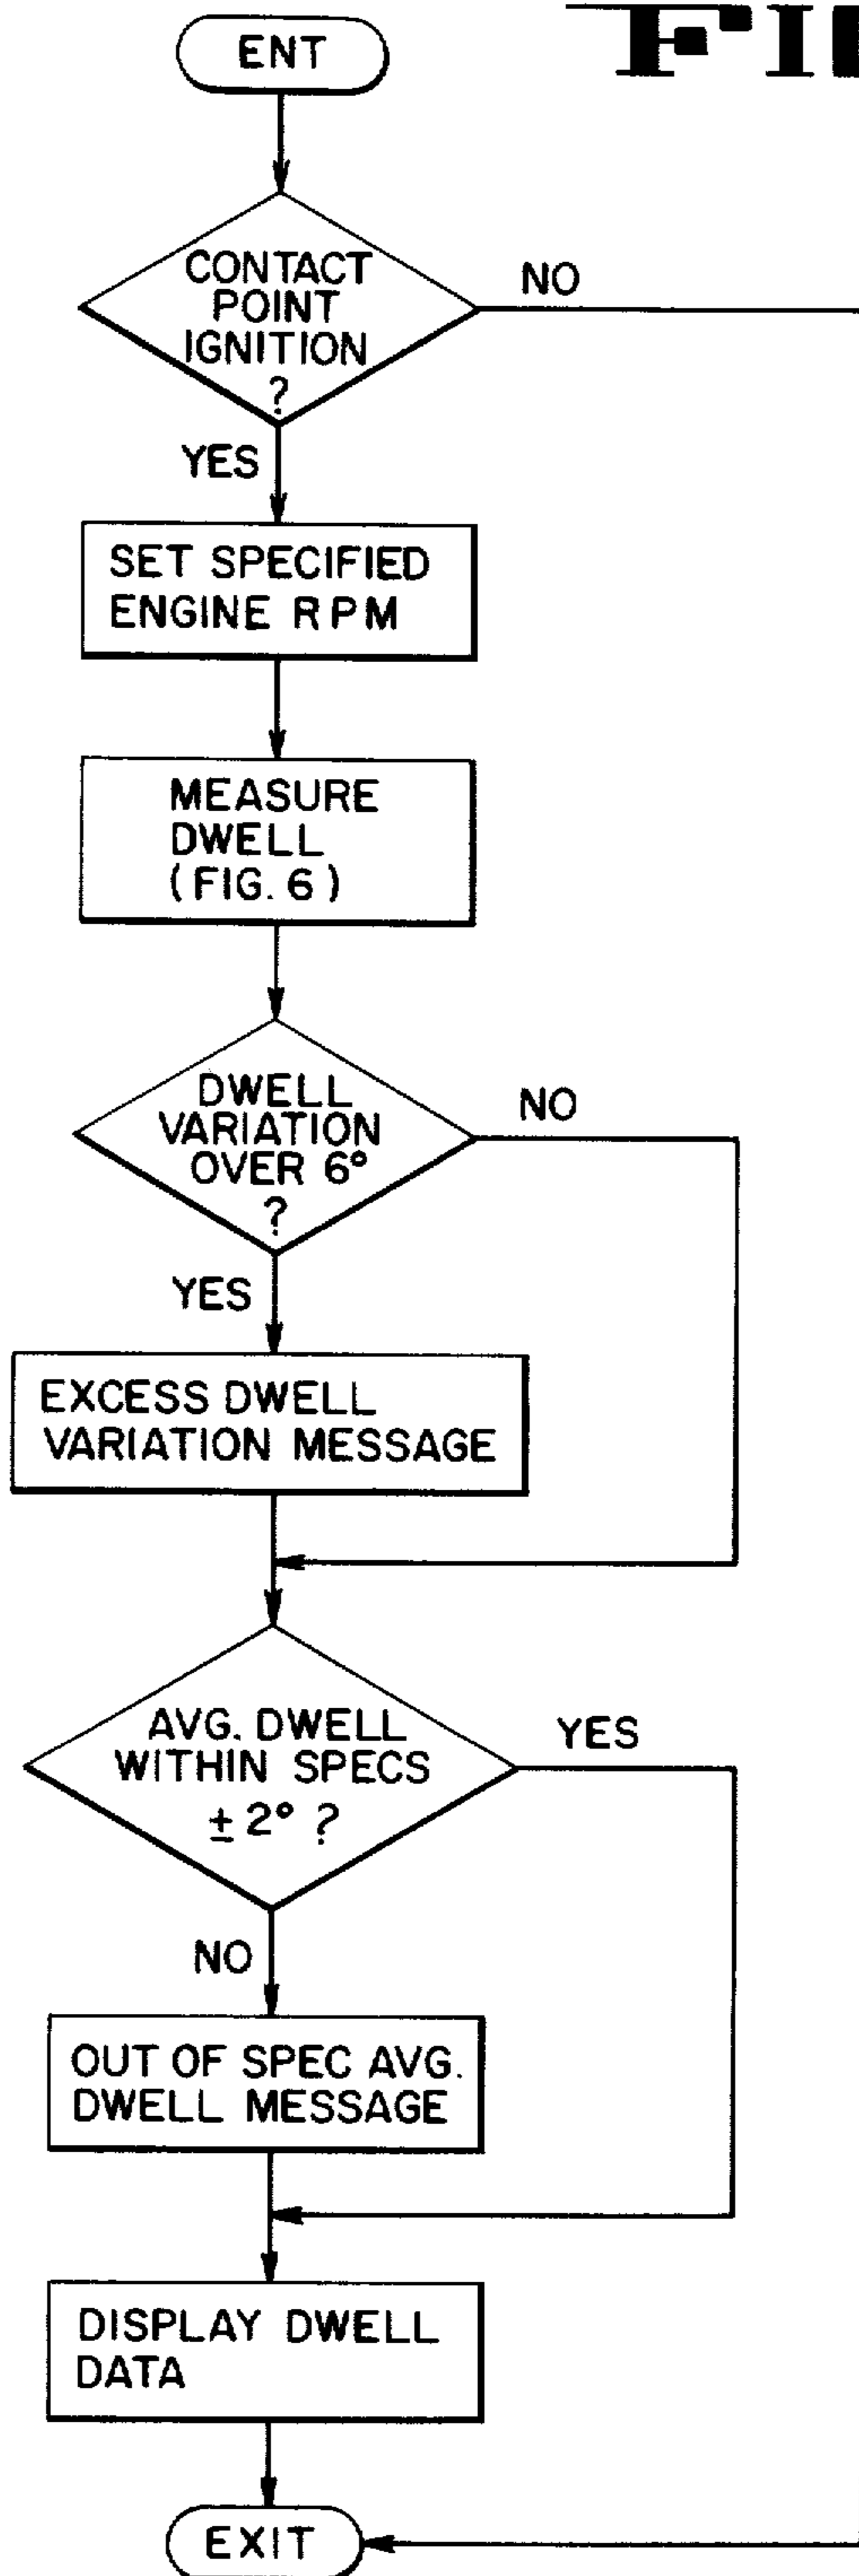 ENT
CONTACT
POINT
IGNITION
?
NO
YES
SET SPECIFIED
ENGINE RPM
MEASURE
DWELL
(FIG. 6)
DWELL
VARIATION
OVER 6°
?
NO
YES
EXCESS DWELL
VARIATION MESSAGE
AVG. DWELL
WITHIN SPECS
± 2° ?
YES
NO
OUT OF SPEC AVG.
DWELL MESSAGE
DISPLAY DWELL
DATA
EXIT